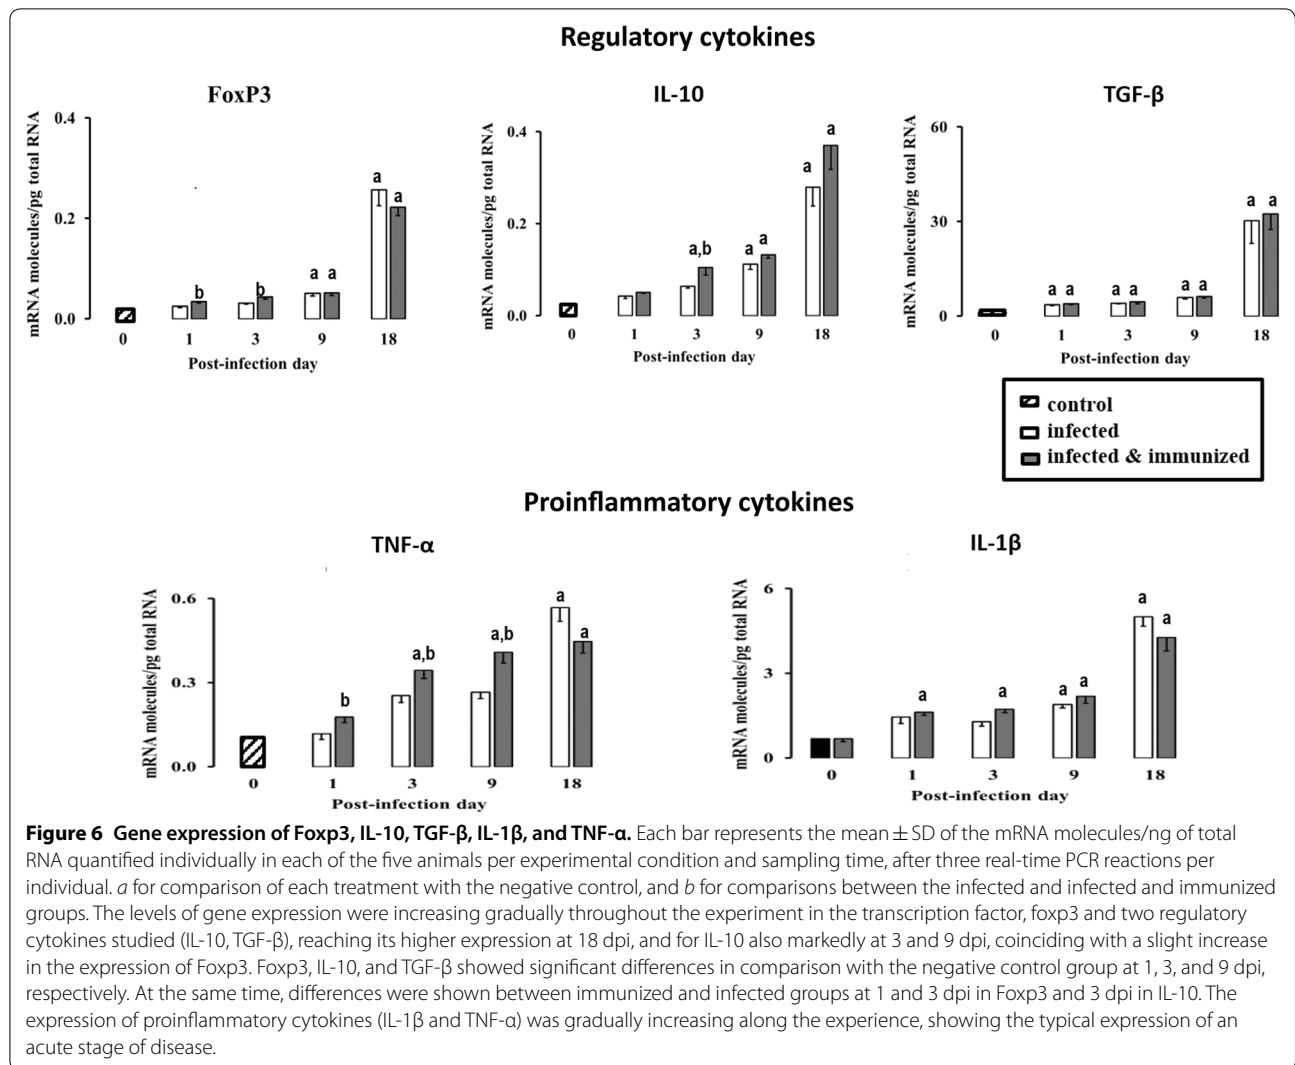 Regulatory cytokines
FoxP3
mRNA molecules/pg total RNA
0.4
0.2
0.0
b
b
a a
a
a
0 1 3 9 18
Post-infection day
IL-10
mRNA molecules/pg total RNA
0.4
0.2
0.0
a,b
a
a
a
a
0 1 3 9 18
Post-infection day
TGF-β
mRNA molecules/pg total RNA
60
30
0
a a
a a
a a
a a
0 1 3 9 18
Post-infection day
control
infected
infected & immunized
Proinflammatory cytokines
TNF-α
mRNA molecules/pg total RNA
0.6
0.3
0.0
b
a,b
a,b
a
a
0 1 3 9 18
Post-infection day
IL-1β
mRNA molecules/pg total RNA
6
3
0
a
a
a a
a
a
0 1 3 9 18
Post-infection day
Figure 6 Gene expression of Foxp3, IL-10, TGF-β, IL-1β, and TNF-α. Each bar represents the mean ± SD of the mRNA molecules/ng of total
RNA quantified individually in each of the five animals per experimental condition and sampling time, after three real-time PCR reactions per
individual. a for comparison of each treatment with the negative control, and b for comparisons between the infected and infected and immunized
groups. The levels of gene expression were increasing gradually throughout the experiment in the transcription factor, foxp3 and two regulatory
cytokines studied (IL-10, TGF-β), reaching its higher expression at 18 dpi, and for IL-10 also markedly at 3 and 9 dpi, coinciding with a slight increase
in the expression of Foxp3. Foxp3, IL-10, and TGF-β showed significant differences in comparison with the negative control group at 1, 3, and 9 dpi,
respectively. At the same time, differences were shown between immunized and infected groups at 1 and 3 dpi in Foxp3 and 3 dpi in IL-10. The
expression of proinflammatory cytokines (IL-1β and TNF-α) was gradually increasing along the experience, showing the typical expression of an
acute stage of disease.